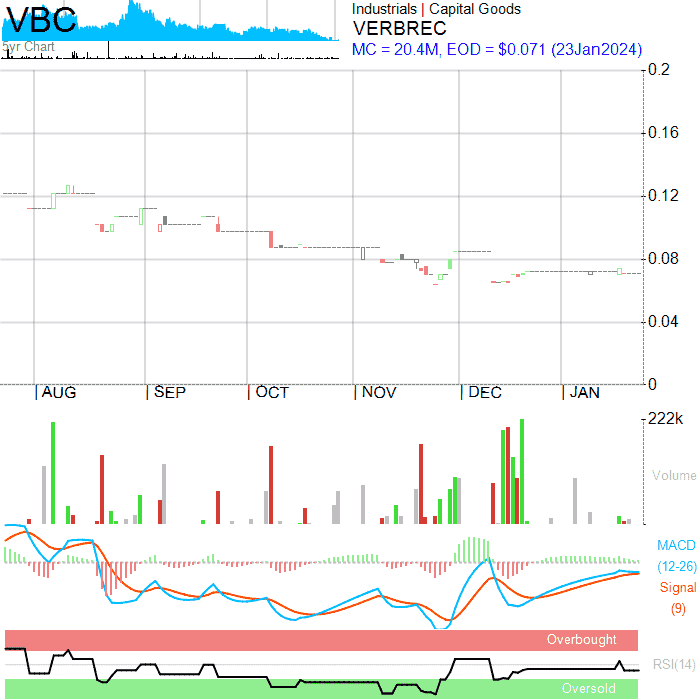 VBC
5yr Chart
Industrials | Capital Goods
VERBREC
MC = 20.4M, EOD = $0.071 (23Jan2024)
0.2
0.16
0.12
0.08
0.04
0
|AUG |SEP |OCT |NOV |DEC |JAN
222k
Volume
MACD
(12-26)
Signal
(9)
Overbought
RSI(14)
Oversold